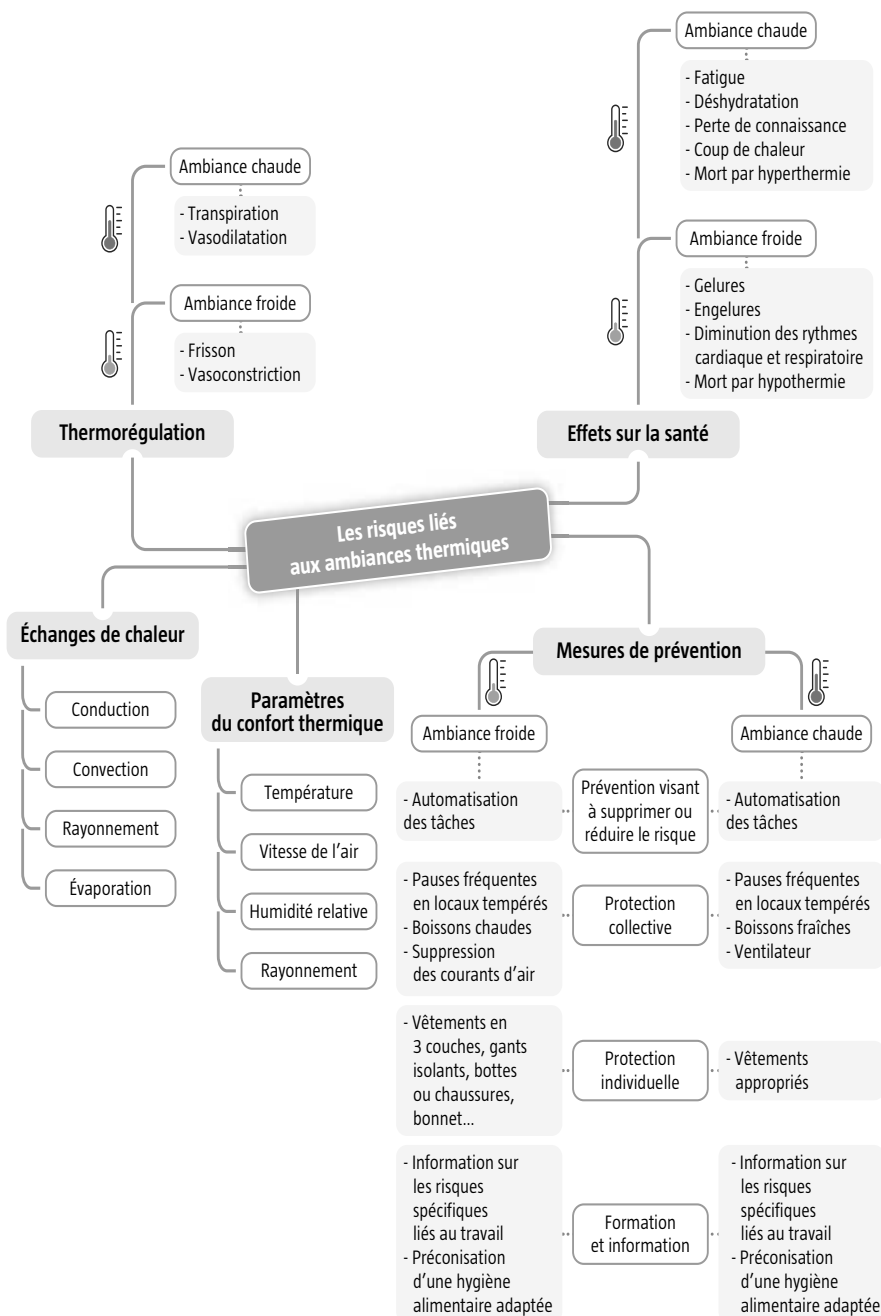 Ambiance chaude
- Fatigue
- Déshydratation
- Perte de connaissance
- Coup de chaleur
- Mort par hyperthermie
Ambiance froide
- Gelures
- Engelures
- Diminution des rythmes
cardiaque et respiratoire
- Mort par hypothermie
Effets sur la santé
Ambiance chaude
- Transpiration
- Vasodilatation
Ambiance froide
- Frisson
- Vasoconstriction
Thermorégulation
Les risques liés
aux ambiances thermiques
Échanges de chaleur
Conduction
Convection
Rayonnement
Évaporation
Paramètres
du confort thermique
Température
Vitesse de l'air
Humidité relative
Rayonnement
Mesures de prévention
Ambiance froide
Ambiance chaude
- Automatisation
des tâches
Prévention visant
à supprimer ou
réduire le risque
- Automatisation
des tâches
- Pauses fréquentes
en locaux tempérés
- Boissons chaudes
- Suppression
des courants d'air
Protection
collective
- Pauses fréquentes
en locaux tempérés
- Boissons fraîches
- Ventilateur
- Vêtements en
3 couches, gants
isolants, bottes
ou chaussures,
bonnet...
Protection
individuelle
- Vêtements
appropriés
- Information sur
les risques
spécifiques
liés au travail
- Préconisation
d'une hygiène
alimentaire adaptée
Formation
et information
- Information sur
les risques
spécifiques
liés au travail
- Préconisation
d'une hygiène
alimentaire adaptée